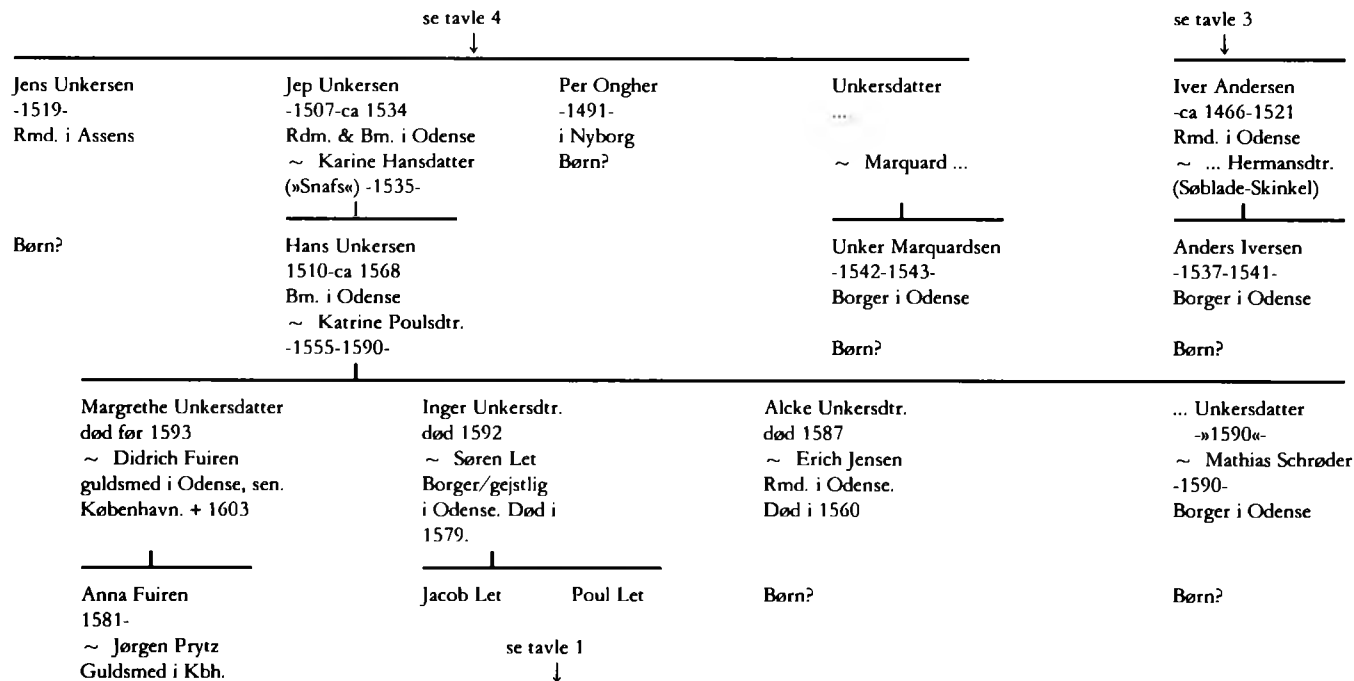 se tavle 4
↓
se tavle 3
↓
Jens Unkersen
-1519-
Rmd. i Assens
Børn?
Jep Unkersen
-1507-ca 1534
Rdm. & Bm. i Odense
~ Karine Hansdatter
(»Snafs«) -1535-
Per Ongher
-1491-
i Nyborg
Børn?
Unkersdatter
...
~ Marquard ...
Iver Andersen
-ca 1466-1521
Rmd. i Odense
~ ... Hermansdtr.
(Søblade-Skinkel)
Hans Unkersen
1510-ca 1568
Bm. i Odense
~ Katrine Poulsdtr.
-1555-1590-
Unker Marquardsen
-1542-1543-
Borger i Odense
Børn?
Anders Iversen
-1537-1541-
Borger i Odense
Børn?
Margrethe Unkersdatter
død før 1593
~ Didrich Fuiren
guldsmed i Odense, sen.
København. + 1603
Inger Unkersdtr.
død 1592
~ Søren Let
Borger/gejstlig
i Odense. Død i
1579.
Alcke Unkersdtr.
død 1587
~ Erich Jensen
Rmd. i Odense.
Død i 1560
Børn?
... Unkersdatter
-»1590«-
~ Mathias Schrøder
-1590-
Borger i Odense
Børn?
Anna Fuiren
1581-
~ Jørgen Prytz
Guldsmed i Kbh.
Jacob Let
Poul Let
se tavle 1
↓